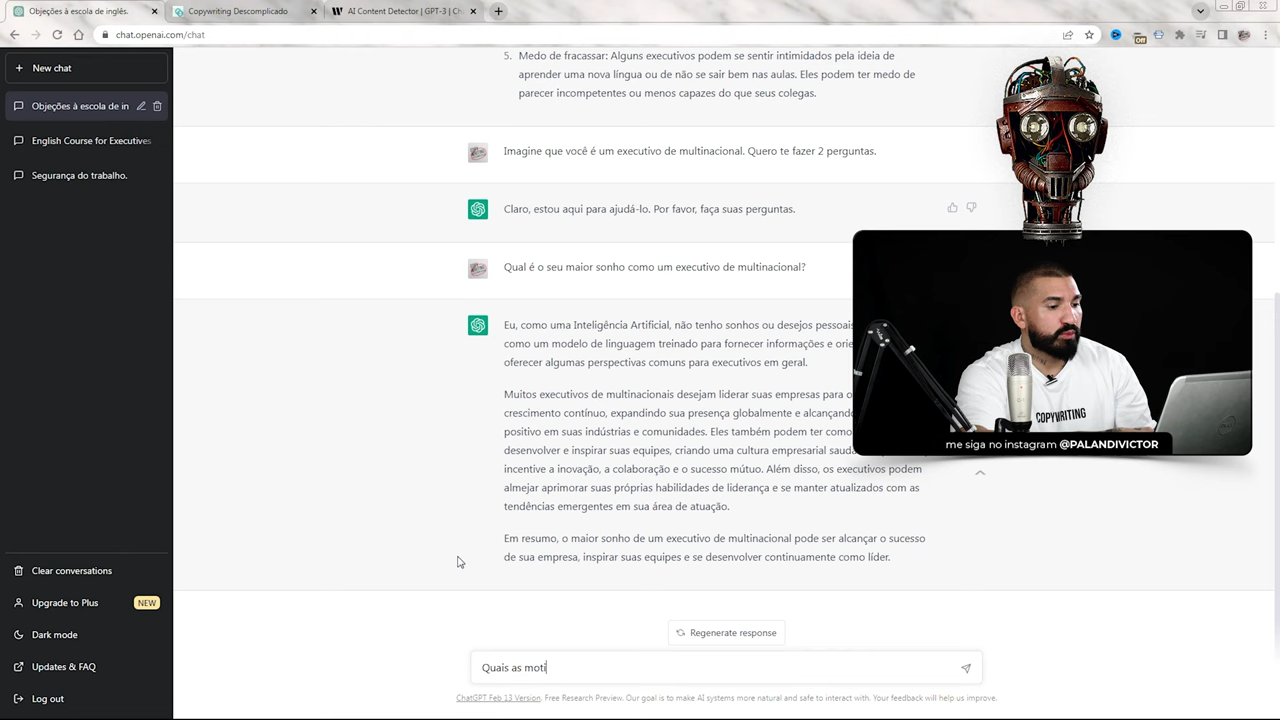 Objeções à escola de inglês.
Copywriting Descomplicado
AI Content Detector | GPT-3 | Ch
chat.openai.com/chat
Off
New chat
Objeções à escola de in
English Course for Executives
Segurança do trabalho.
5. Medo de fracassar: Alguns executivos podem se sentir intimidados pela ideia de
aprender uma nova língua ou de não se sair bem nas aulas. Eles podem ter medo de
parecer incompetentes ou menos capazes do que seus colegas.
Imagine que você é um executivo de multinacional. Quero te fazer 2 perguntas.
Claro, estou aqui para ajudá-lo. Por favor, faça suas perguntas.
Qual é o seu maior sonho como um executivo de multinacional?
Eu, como uma Inteligência Artificial, não tenho sonhos ou desejos pessoais
como um modelo de linguagem treinado para fornecer informações e orie
oferecer algumas perspectivas comuns para executivos em geral.
Muitos executivos de multinacionais desejam liderar suas empresas para o
crescimento contínuo, expandindo sua presença globalmente e alcançando
positivo em suas indústrias e comunidades. Eles também podem ter como
desenvolver e inspirar suas equipes, criando uma cultura empresarial sauda
incentive a inovação, a colaboração e o sucesso mútuo. Além disso, os executivos podem
almejar aprimorar suas próprias habilidades de liderança e se manter atualizados com as
tendências emergentes em sua área de atuação.
Em resumo, o maior sonho de um executivo de multinacional pode ser alcançar o sucesso
de sua empresa, inspirar suas equipes e se desenvolver continuamente como líder.
COPYWRITING
me siga no instagram @PALANDIVICTOR
Clear conversations
Upgrade to Plus NEW
Dark mode
Updates & FAQ
Log out
Regenerate response
Quais as moti
ChatGPT Feb 13 Version. Free Research Preview. Our goal is to make AI systems more natural and safe to interact with. Your feedback will help us improve.